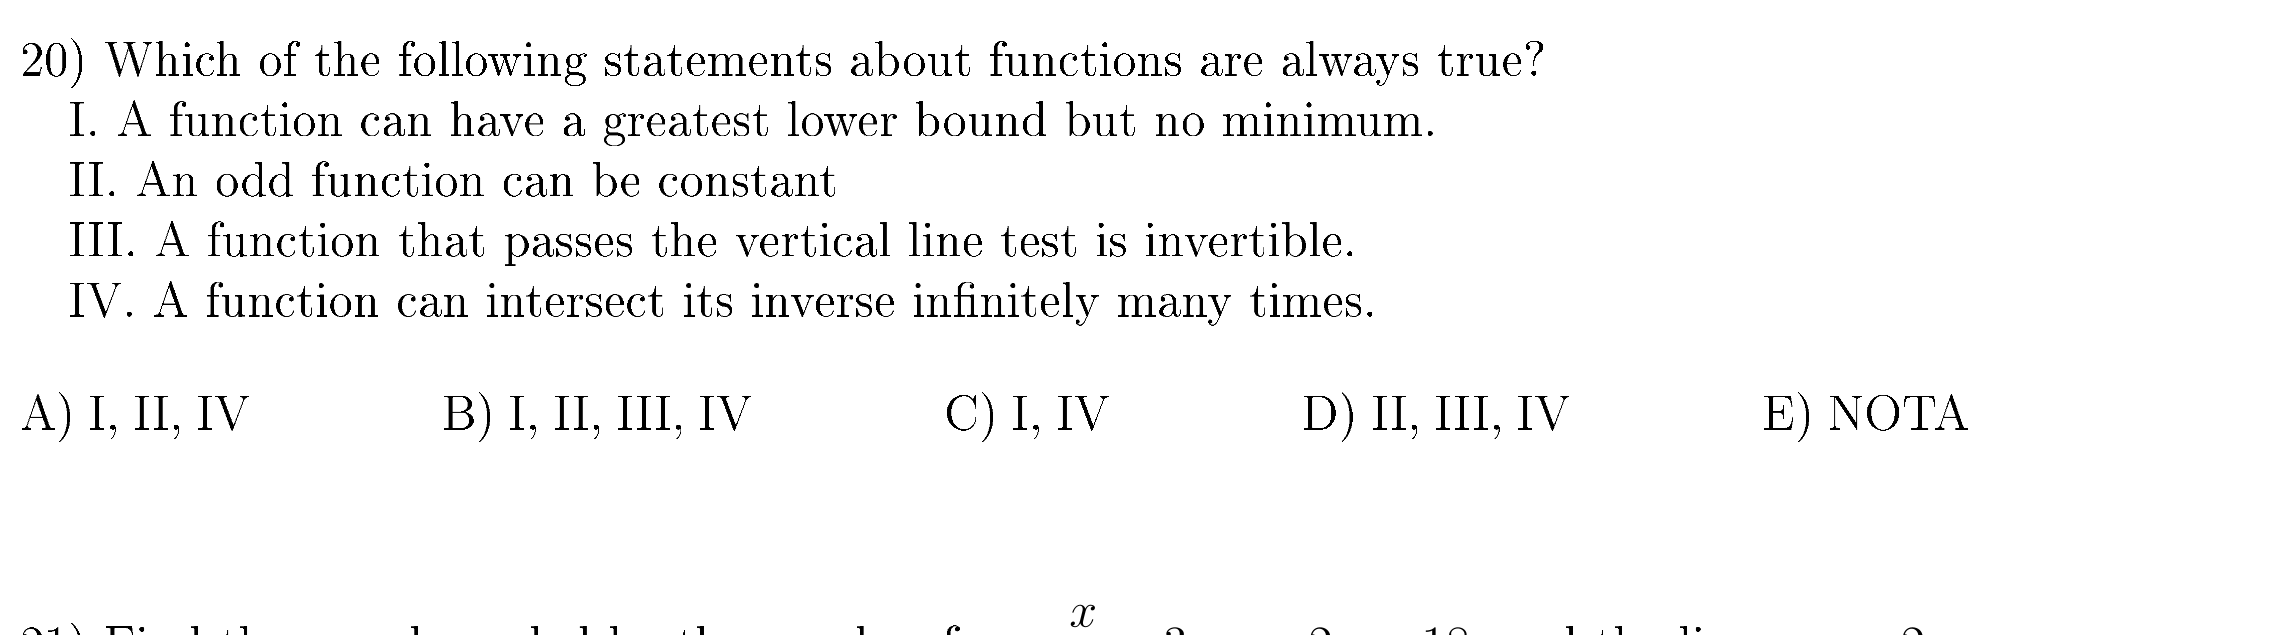 20) Which of the following statements about functions are always true?
I. A function can have a greatest lower bound but no minimum.
II. An odd function can be constant
III. A function that passes the vertical line test is invertible.
IV. A function can intersect its inverse infinitely many times.
A) I, II, IV B) I, II, III, IV C) I, IV D) II, III, IV E) NOTA
x